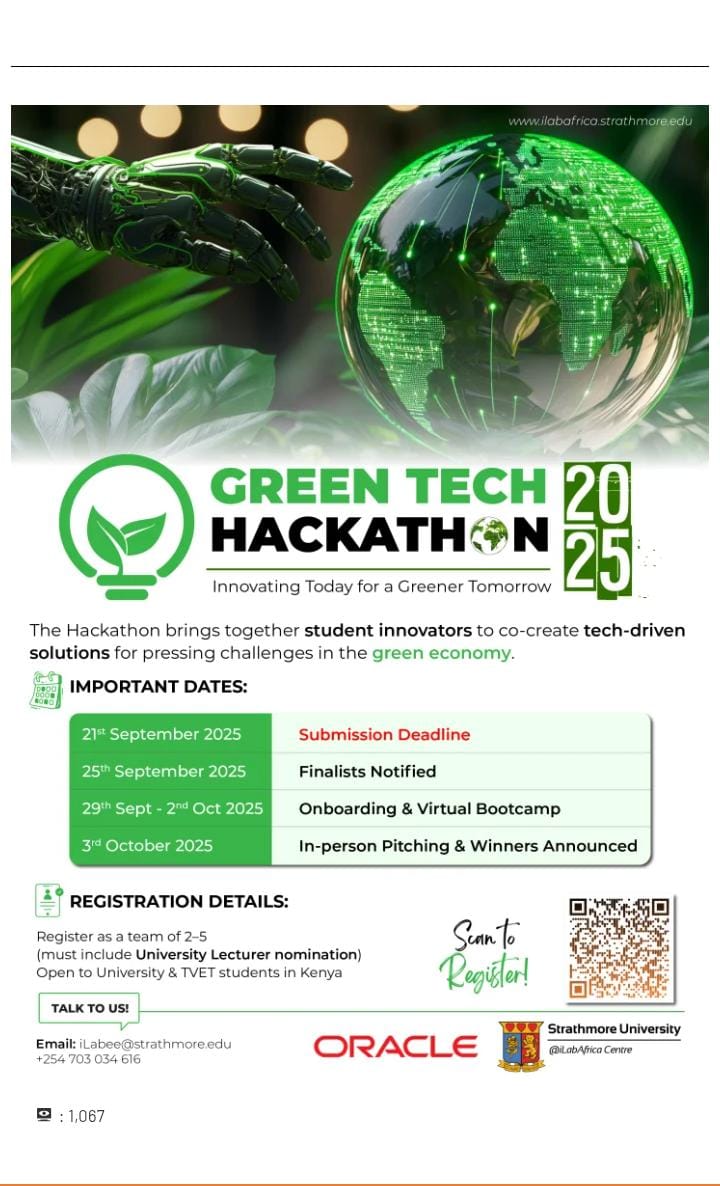 www.ilabafrica.strathmore.edu
GREEN TECH
HACKATHON
2025
Innovating Today for a Greener Tomorrow
The Hackathon brings together student innovators to co-create tech-driven
solutions for pressing challenges in the green economy.
IMPORTANT DATES:
21st September 2025 Submission Deadline
25th September 2025 Finalists Notified
29th Sept - 2nd Oct 2025 Onboarding & Virtual Bootcamp
3rd October 2025 In-person Pitching & Winners Announced
REGISTRATION DETAILS:
Register as a team of 2–5
(must include University Lecturer nomination)
Open to University & TVET students in Kenya
Scan to
Register!
TALK TO US!
Email: iLabee@strathmore.edu
+254 703 034 616
ORACLE
Strathmore University
@iLabAfrica Centre
: 1,067